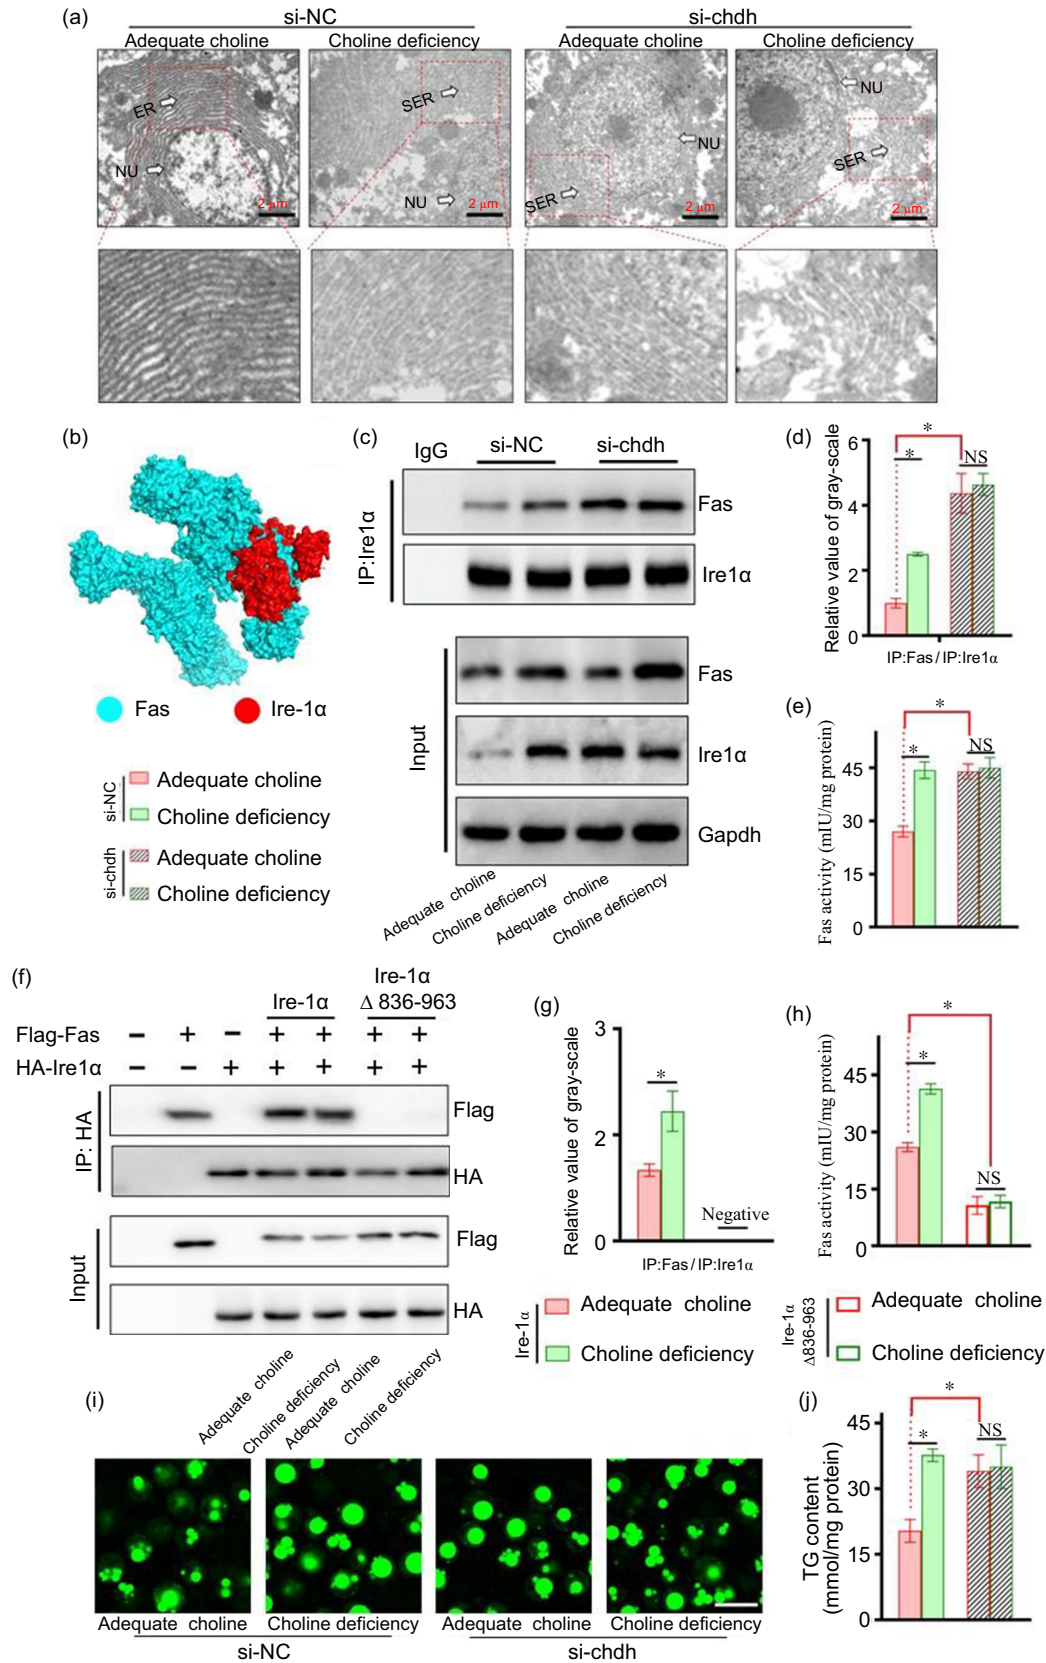 (a)
si-NC
si-chdh
Adequate choline
Choline deficiency
Adequate choline
Choline deficiency
ER
NU
2 μm
SER
NU
2 μm
NU
SER
2 μm
NU
SER
2 μm
(b)
Fas
Ire-1α
si-NC
Adequate choline
Choline deficiency
si-chdh
Adequate choline
Choline deficiency
(c)
IgG
si-NC
si-chdh
IP:Ire1α
Fas
Ire1α
Input
Fas
Ire1α
Gapdh
Adequate choline
Choline deficiency
Adequate choline
Choline deficiency
(d)
Relative value of gray-scale
6
4
2
0
*
*
NS
IP:Fas / IP:Ire1α
(e)
Fas activity (mIU/mg protein)
45
30
15
0
*
*
NS
(f)
Ire-1α
Ire-1α
Δ 836-963
Flag-Fas − + − + + + +
HA-Ire1α − − + + + + +
IP: HA
Flag
HA
Input
Flag
HA
Adequate choline
Choline deficiency
Adequate choline
Choline deficiency
(g)
Relative value of gray-scale
3
2
0
*
Negative
IP:Fas / IP:Ire1α
Ire-1α
Adequate choline
Choline deficiency
(h)
Fas activity (mIU/mg protein)
45
30
15
0
*
*
NS
Ire-1α
Δ836-963
Adequate choline
Choline deficiency
(i)
Adequate choline
Choline deficiency
Adequate choline
Choline deficiency
si-NC
si-chdh
(j)
TG content
(mmol/mg protein)
45
30
15
0
*
*
NS